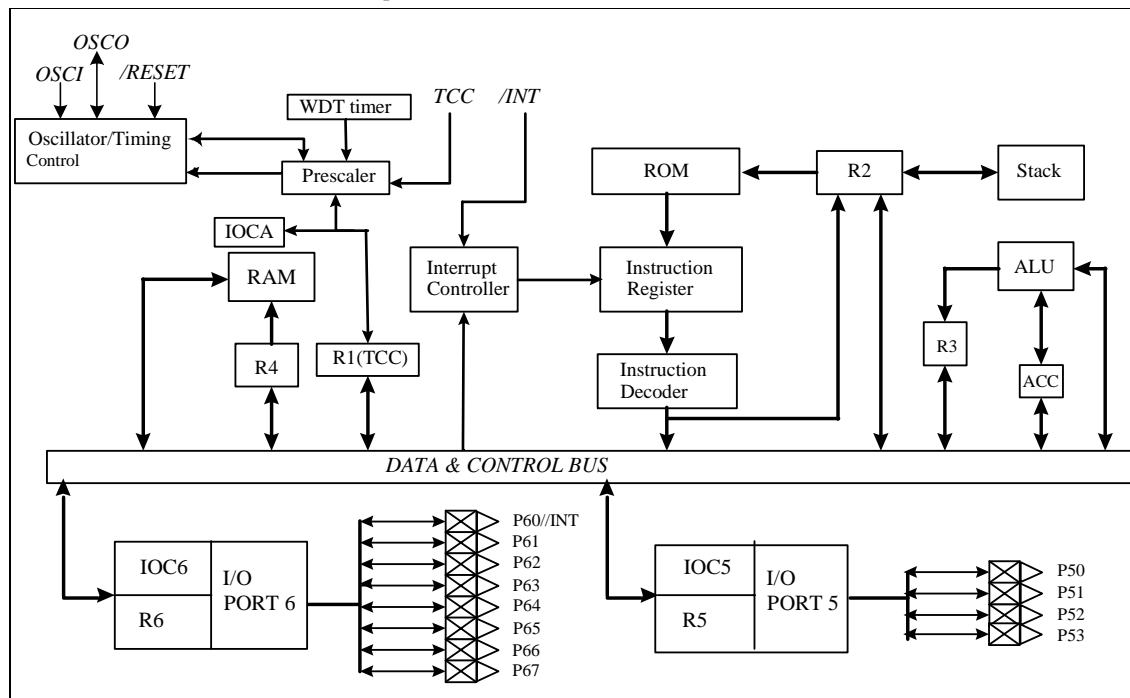 OSCO
OSCI
/RESET
TCC
/INT
WDT timer
Oscillator/Timing
Control
Prescaler
ROM
R2
Stack
IOCA
RAM
Interrupt
Controller
Instruction
Register
ALU
R4
R1(TCC)
Instruction
Decoder
R3
ACC
DATA & CONTROL BUS
IOC6
R6
I/O
PORT 6
P60//INT
P61
P62
P63
P64
P65
P66
P67
IOC5
R5
I/O
PORT 5
P50
P51
P52
P53